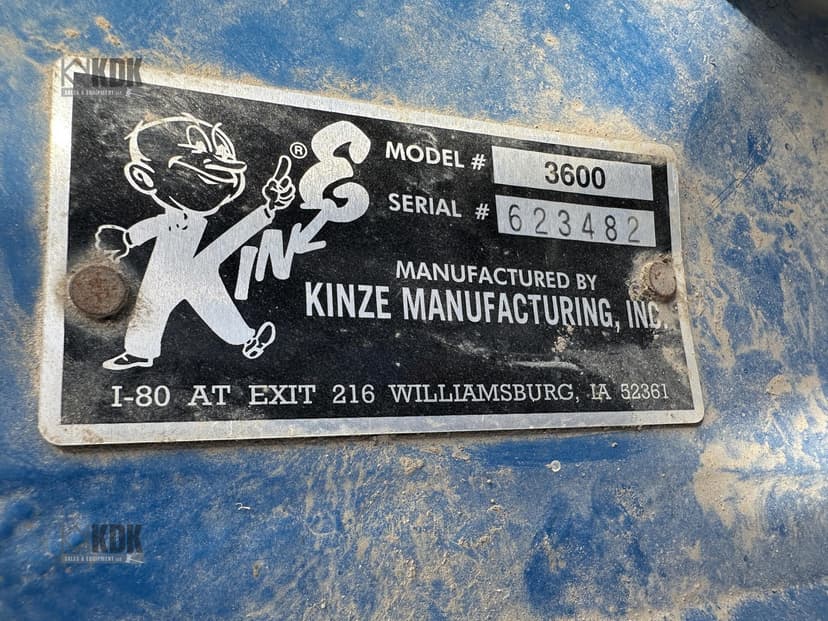 KDK
SALES & EQUIPMENT LLC
KINZE ®
MODEL # 3600
SERIAL # 623482
MANUFACTURED BY
KINZE MANUFACTURING, INC.
I-80 AT EXIT 216 WILLIAMSBURG, IA 52361
KDK
SALES & EQUIPMENT LLC